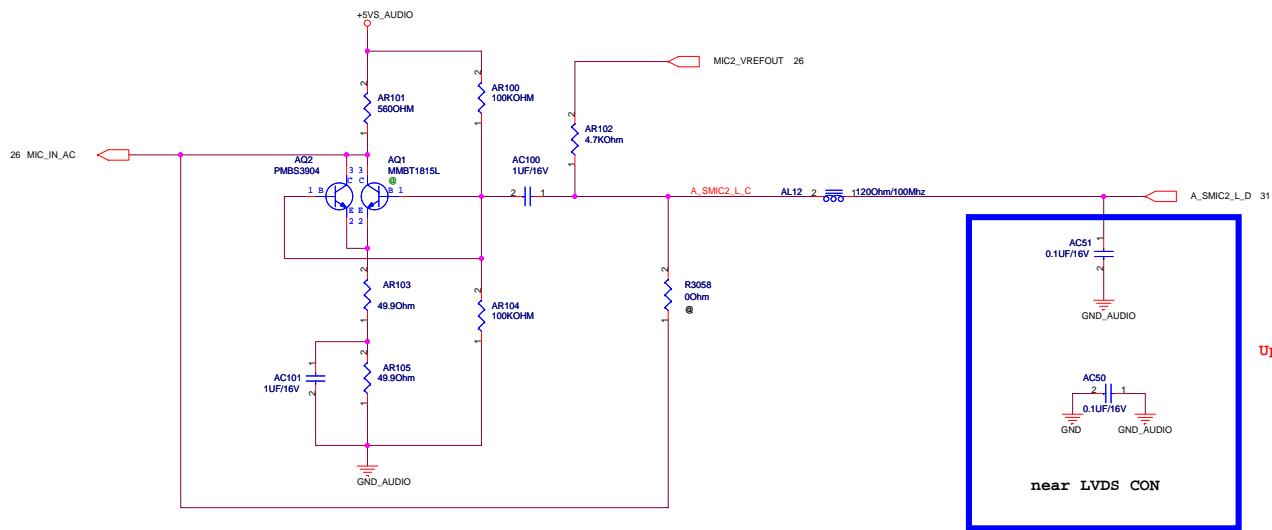 +5VS_AUDIO
MIC2_VREFOUT 26
2
AR101
560OHM
1
2
AR100
100KOHM
1
2
AR102
4.7KOhm
1
26 MIC_IN_AC
AQ2
PMBS3904
AQ1
MMBT1815L
@
AC100
1UF/16V
1 B
3 3
C C
B 1
E E
2 2
2 1
A_SMIC2_L_C
AL12
2 1
120Ohm/100Mhz
A_SMIC2_L_D 31
2
AR103
49.9Ohm
1
2
AR104
100KOHM
1
2
R3058
0Ohm
@
1
1
AC51
0.1UF/16V
2
GND_AUDIO
1
AC101
1UF/16V
2
2
AR105
49.9Ohm
1
GND_AUDIO
AC50
2 1
0.1UF/16V
GND
GND_AUDIO
near LVDS CON